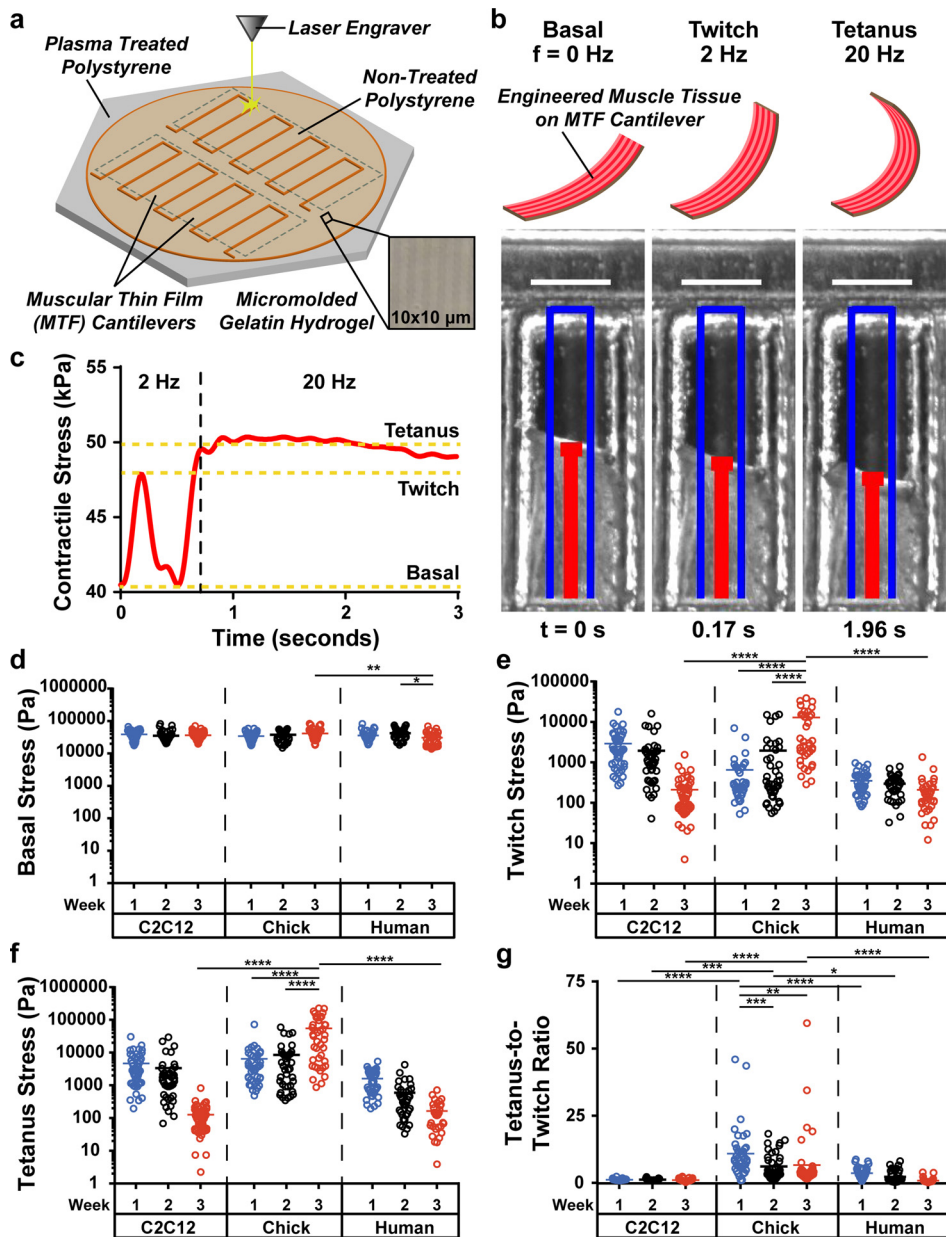 a
Laser Engraver
Plasma Treated
Polystyrene
Non-Treated
Polystyrene
Muscular Thin Film
(MTF) Cantilevers
Micromolded
Gelatin Hydrogel
10x10 µm
b
Basal
f = 0 Hz
Twitch
2 Hz
Tetanus
20 Hz
Engineered Muscle Tissue
on MTF Cantilever
t = 0 s
0.17 s
1.96 s
c
Contractile Stress (kPa)
55
50
45
40
2 Hz
20 Hz
Tetanus
Twitch
Basal
0
1
2
3
Time (seconds)
d
Basal Stress (Pa)
1000000
100000
10000
1000
100
10
1
**
*
Week
1 2 3 1 2 3 1 2 3
C2C12 Chick Human
e
Twitch Stress (Pa)
100000
10000
1000
100
10
1
**** ****
****
****
Week
1 2 3 1 2 3 1 2 3
C2C12 Chick Human
f
Tetanus Stress (Pa)
1000000
100000
10000
1000
100
10
1
**** ****
****
****
Week
1 2 3 1 2 3 1 2 3
C2C12 Chick Human
g
Tetanus-to-
Twitch Ratio
75
50
25
0
**** ****
*** *
**** ****
**
***
Week
1 2 3 1 2 3 1 2 3
C2C12 Chick Human